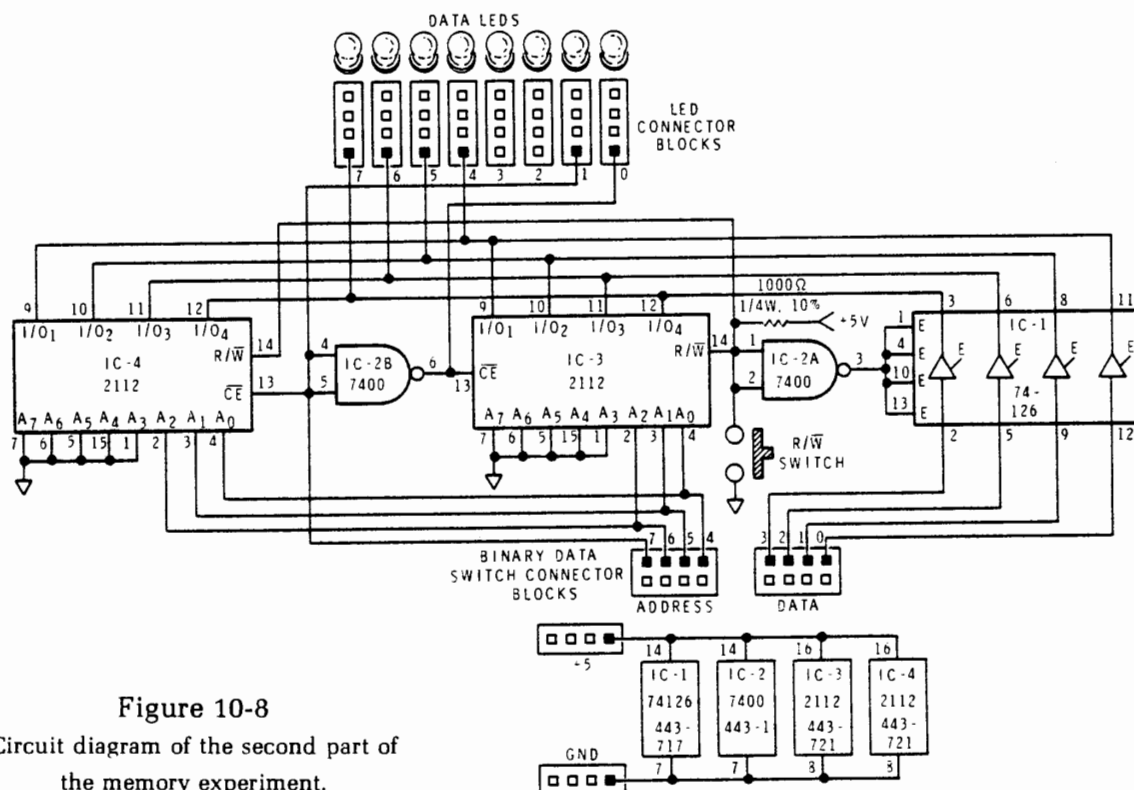 DATA LEDS
LED
CONNECTOR
BLOCKS
7 6 5 4 3 2 1 0
9 10 11 12
I/O1 I/O2 I/O3 I/O4
IC-4
2112
R/W 14
CE 13
A7 A6 A5 A4 A3 A2 A1 A0
7 6 5 15 1 2 3 4
4
5
IC-2B
7400
6
9 10 11 12
I/O1 I/O2 I/O3 I/O4
13 CE
IC-3
2112
R/W 14
A7 A6 A5 A4 A3 A2 A1 A0
7 6 5 15 1 2 3 4
1000Ω
1/4W, 10%
+5V
1
2
IC-2A
7400
3
R/W
SWITCH
3 6 8 11
IC-1
1 E
4 E
10 E
13 E
E E E E
74-
126
2 5 9 12
BINARY DATA
SWITCH CONNECTOR
BLOCKS
7 6 5 4
ADDRESS
3 2 1 0
DATA
+5
14 14 16 16
IC-1
74126
443-
717
IC-2
7400
443-1
IC-3
2112
443-
721
IC-4
2112
443-
721
7 7 8 8
GND
Figure 10-8
Circuit diagram of the second part of
the memory experiment.